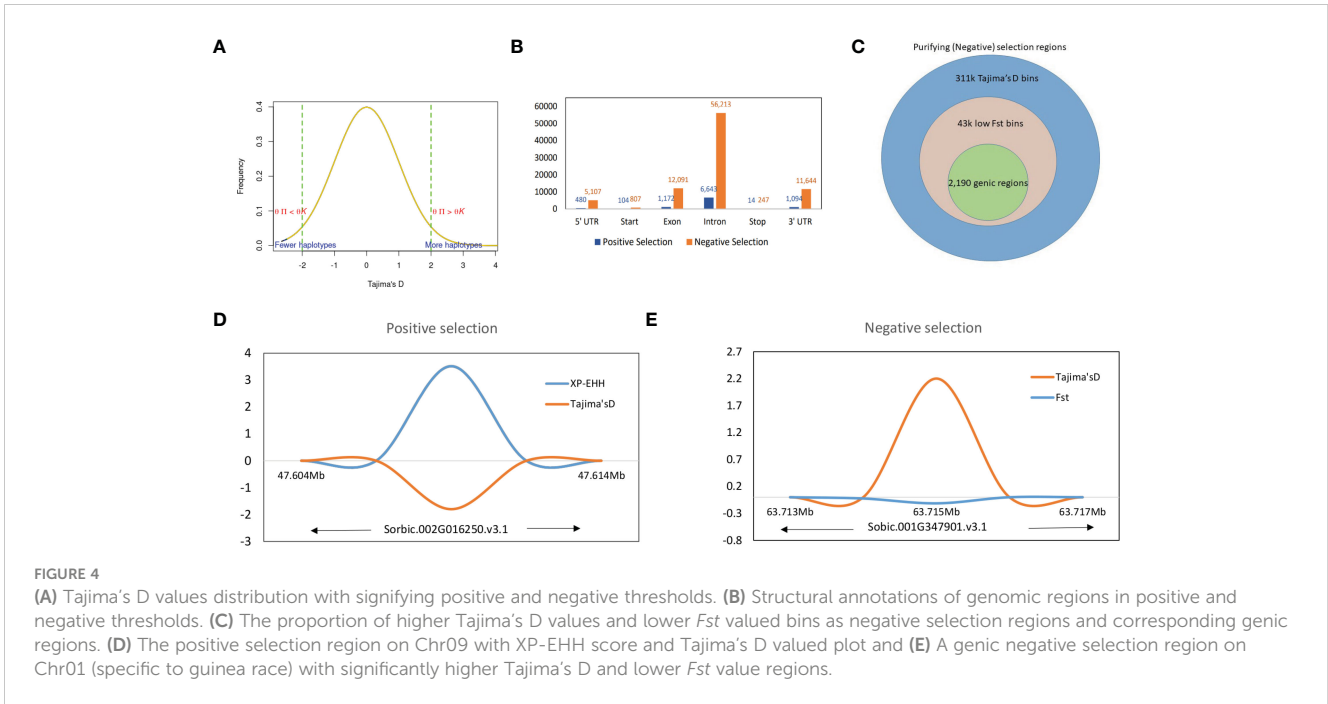 A
0.4
0.3
0.2
0.1
0.0
Frequency
θ Π < θK
θ Π > θK
Fewer haplotypes
More haplotypes
-2
0
1
2
3
4
Tajima's D
B
60000
50000
40000
30000
20000
10000
0
480
5,107
104
807
1,172
12,091
6,643
56,713
14
247
1,094
11,644
5' UTR
Start
Exon
Intron
Stop
3' UTR
Positive Selection
Negative Selection
C
Purifying (Negative) selection regions
311k Tajima's D bins
43k low Fst bins
2,190 genic regions
D
Positive selection
4
3
2
1
0
-1
-2
-3
XP-EHH
Tajima'sD
47.604Mb
47.614Mb
Sorbic.002G016250.v3.1
E
Negative selection
2.7
2.2
1.7
1.2
0.7
0.2
-0.3
-0.8
Tajima'sD
Fst
63.713Mb
63.715Mb
63.717Mb
Sobic.001G347901.v3.1
FIGURE 4
(A) Tajima's D values distribution with signifying positive and negative thresholds. (B) Structural annotations of genomic regions in positive and
negative thresholds. (C) The proportion of higher Tajima's D values and lower Fst valued bins as negative selection regions and corresponding genic
regions. (D) The positive selection region on Chr09 with XP-EHH score and Tajima's D valued plot and (E) A genic negative selection region on
Chr01 (specific to guinea race) with significantly higher Tajima's D and lower Fst value regions.